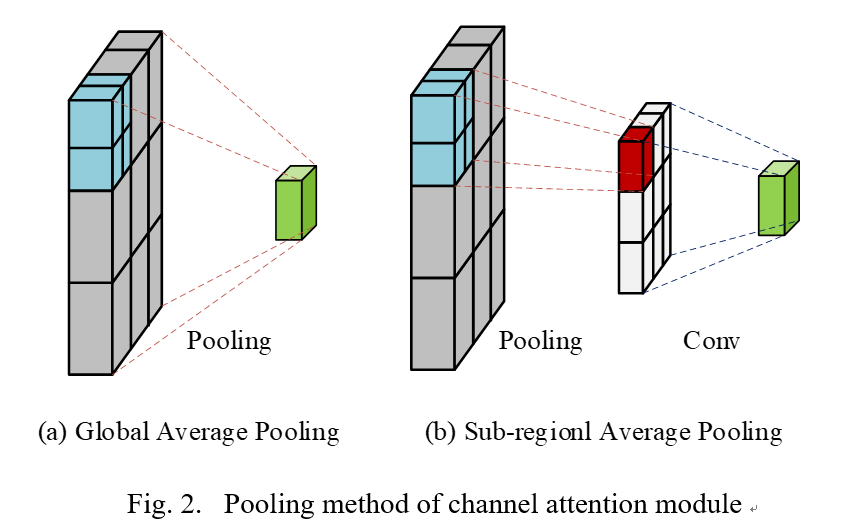 Pooling
Pooling
Conv
(a) Global Average Pooling
(b) Sub-regionl Average Pooling
Fig. 2. Pooling method of channel attention module